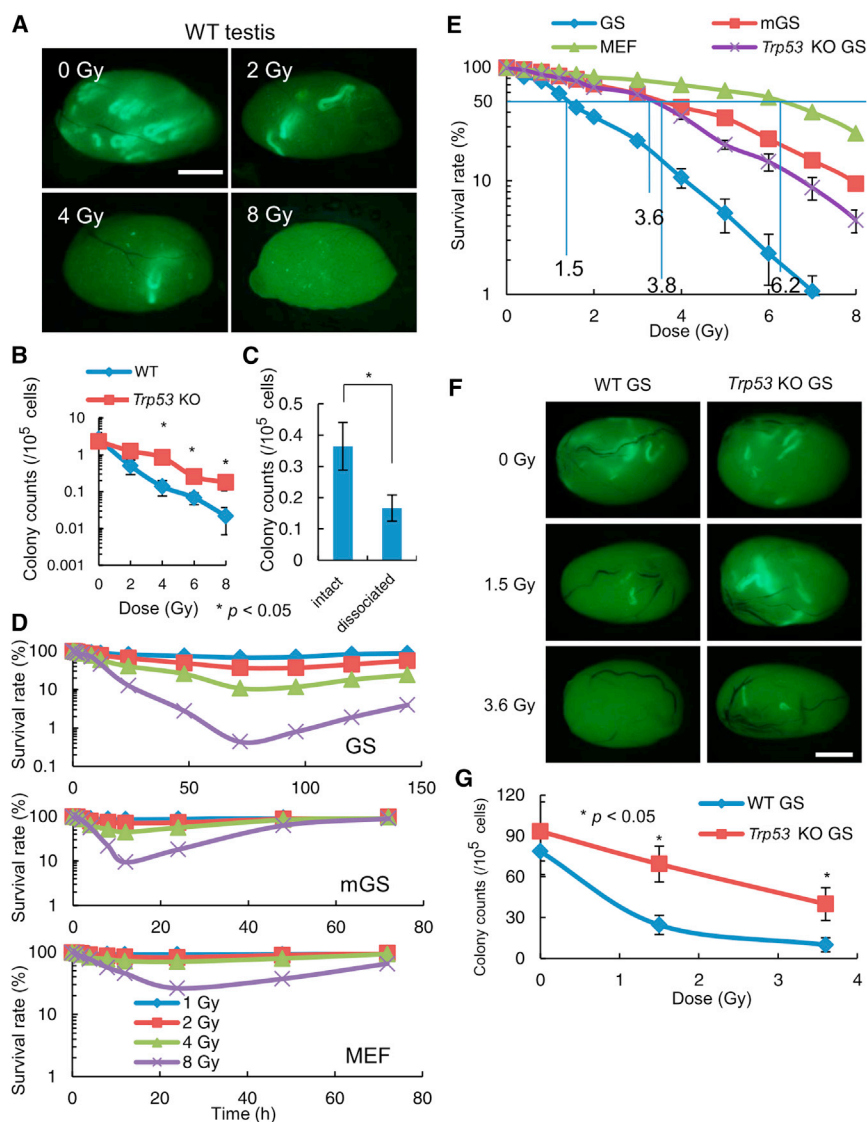 A
WT testis
0 Gy
2 Gy
4 Gy
8 Gy
B
WT
Trp53 KO
Colony counts (/10⁵ cells)
10
1
0.1
0.01
0.001
* * *
0 2 4 6 8
Dose (Gy)
* p < 0.05
C
Colony counts (/10⁵ cells)
0.5
0.4
0.3
0.2
0.1
0
*
intact
dissociated
D
Survival rate (%)
100
10
1
0.1
GS
0 50 100 150
Survival rate (%)
100
10
1
mGS
0 20 40 60 80
Survival rate (%)
100
10
1
1 Gy
2 Gy
4 Gy
8 Gy
MEF
0 20 40 60 80
Time (h)
E
GS
mGS
MEF
Trp53 KO GS
Survival rate (%)
100
50
10
1
1.5
3.6
3.8
6.2
0 2 4 6 8
Dose (Gy)
F
WT GS
Trp53 KO GS
0 Gy
1.5 Gy
3.6 Gy
G
WT GS
Trp53 KO GS
* p < 0.05
Colony counts (/10⁵ cells)
120
90
60
30
0
*
*
0 1 2 3 4
Dose (Gy)